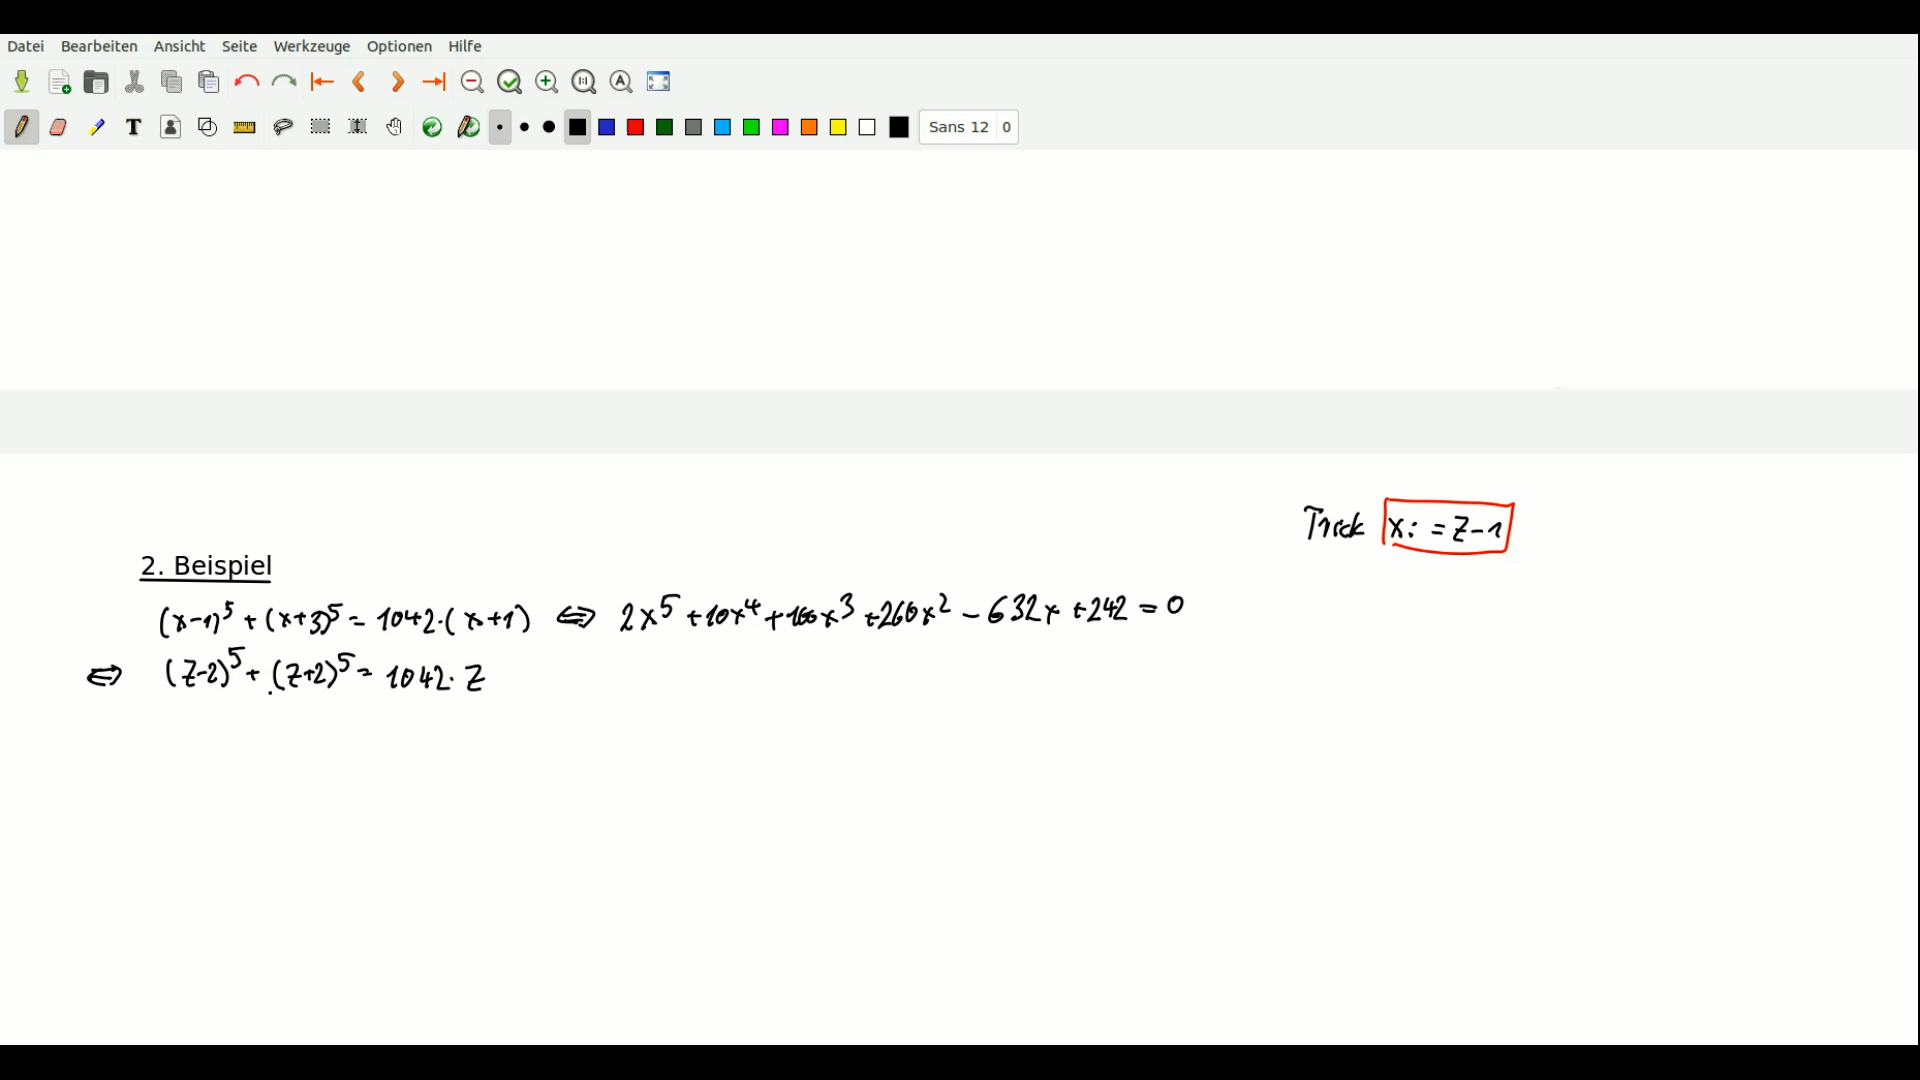 Datei Bearbeiten Ansicht Seite Werkzeuge Optionen Hilfe
T Sans 12 0
Trick x:=z-1
2. Beispiel
(x-1)^5 + (x+3)^5 = 1042·(x+1) ⇔ 2x^5 +10x^4 +100x^3 +260x^2 - 632x +242 = 0
⇔ (z-2)^5 + (z+2)^5 = 1042·z